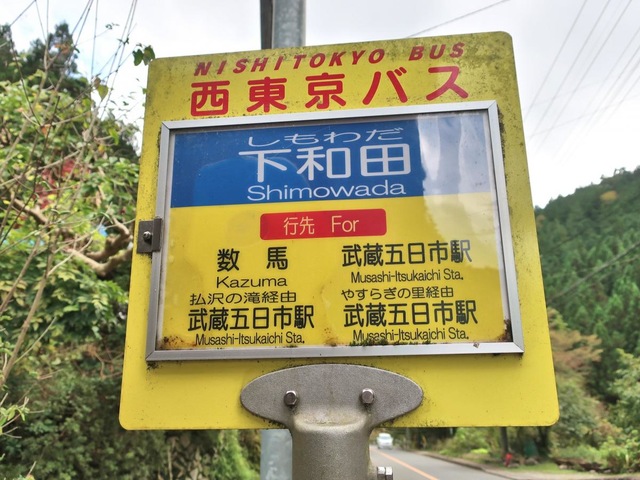 NISHITOKYO BUS
西東京バス
しもわだ
下和田
Shimowada
行先 For
数馬
Kazuma
武蔵五日市駅
Musashi-Itsukaichi Sta.
払沢の滝経由
武蔵五日市駅
Musashi-Itsukaichi Sta.
やすらぎの里経由
武蔵五日市駅
Musashi-Itsukaichi Sta.